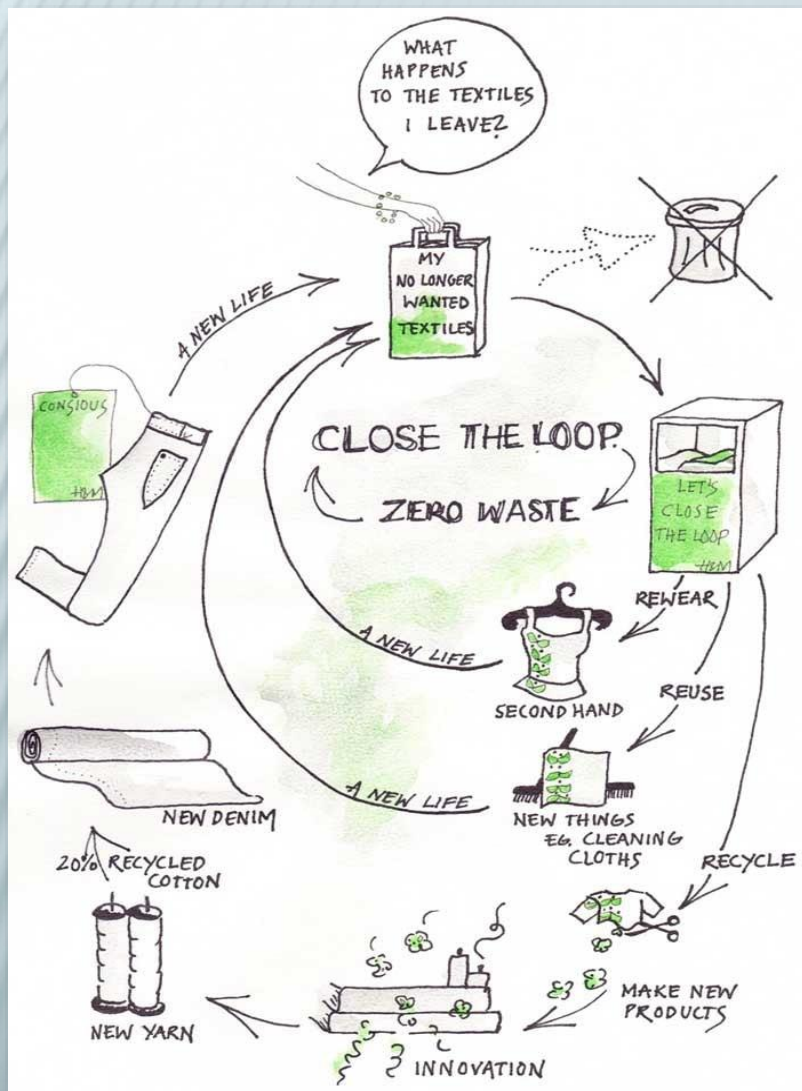 WHAT
HAPPENS
TO THE TEXTILES
I LEAVE?
MY
NO LONGER
WANTED
TEXTILES
A NEW LIFE
CONSIOUS
H&M
CLOSE THE LOOP
ZERO WASTE
LET'S
CLOSE
THE LOOP
H&M
REWEAR
A NEW LIFE
SECOND HAND
REUSE
A NEW LIFE
NEW THINGS
EG. CLEANING
CLOTHS
RECYCLE
MAKE NEW
PRODUCTS
INNOVATION
NEW YARN
20% RECYCLED
COTTON
NEW DENIM